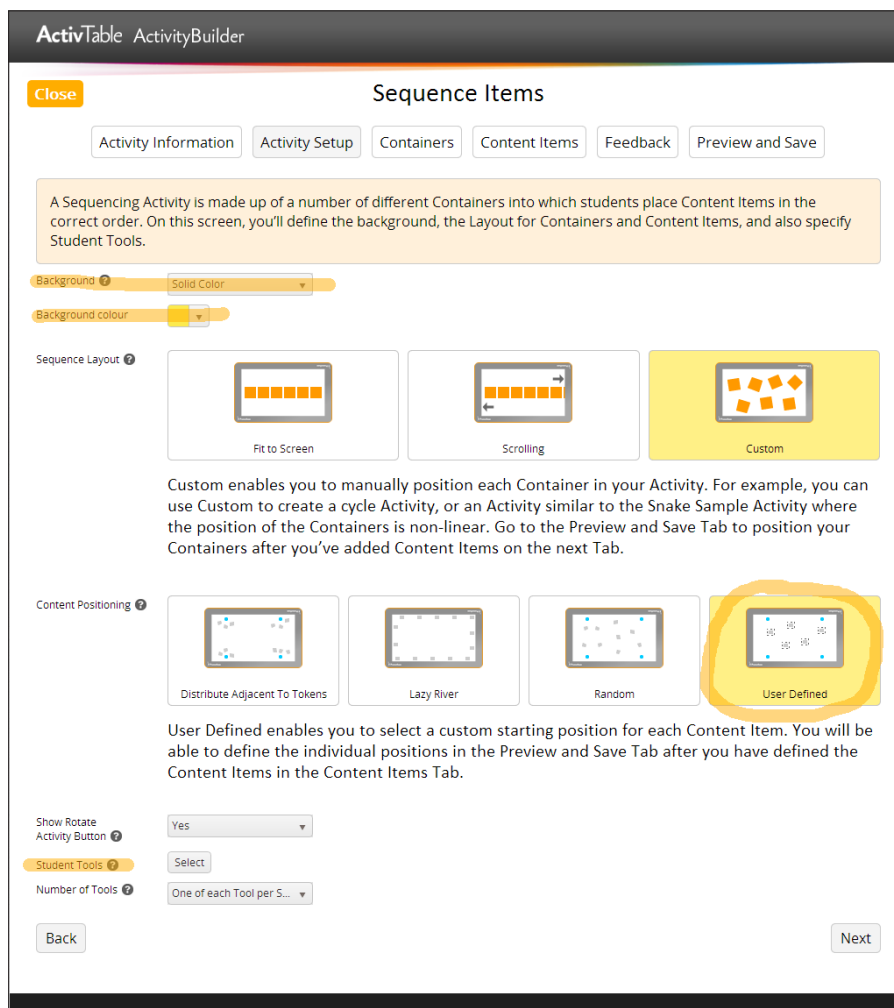 ActivTable ActivityBuilder
Close
Sequence Items
Activity Information
Activity Setup
Containers
Content Items
Feedback
Preview and Save
A Sequencing Activity is made up of a number of different Containers into which students place Content Items in the
correct order. On this screen, you'll define the background, the Layout for Containers and Content Items, and also specify
Student Tools.
Background ?
Solid Color
Background colour
Sequence Layout ?
Fit to Screen
Scrolling
Custom
Custom enables you to manually position each Container in your Activity. For example, you can
use Custom to create a cycle Activity, or an Activity similar to the Snake Sample Activity where
the position of the Containers is non-linear. Go to the Preview and Save Tab to position your
Containers after you've added Content Items on the next Tab.
Content Positioning ?
Distribute Adjacent To Tokens
Lazy River
Random
User Defined
User Defined enables you to select a custom starting position for each Content Item. You will be
able to define the individual positions in the Preview and Save Tab after you have defined the
Content Items in the Content Items Tab.
Show Rotate
Activity Button ?
Yes
Student Tools ?
Select
Number of Tools ?
One of each Tool per S...
Back
Next